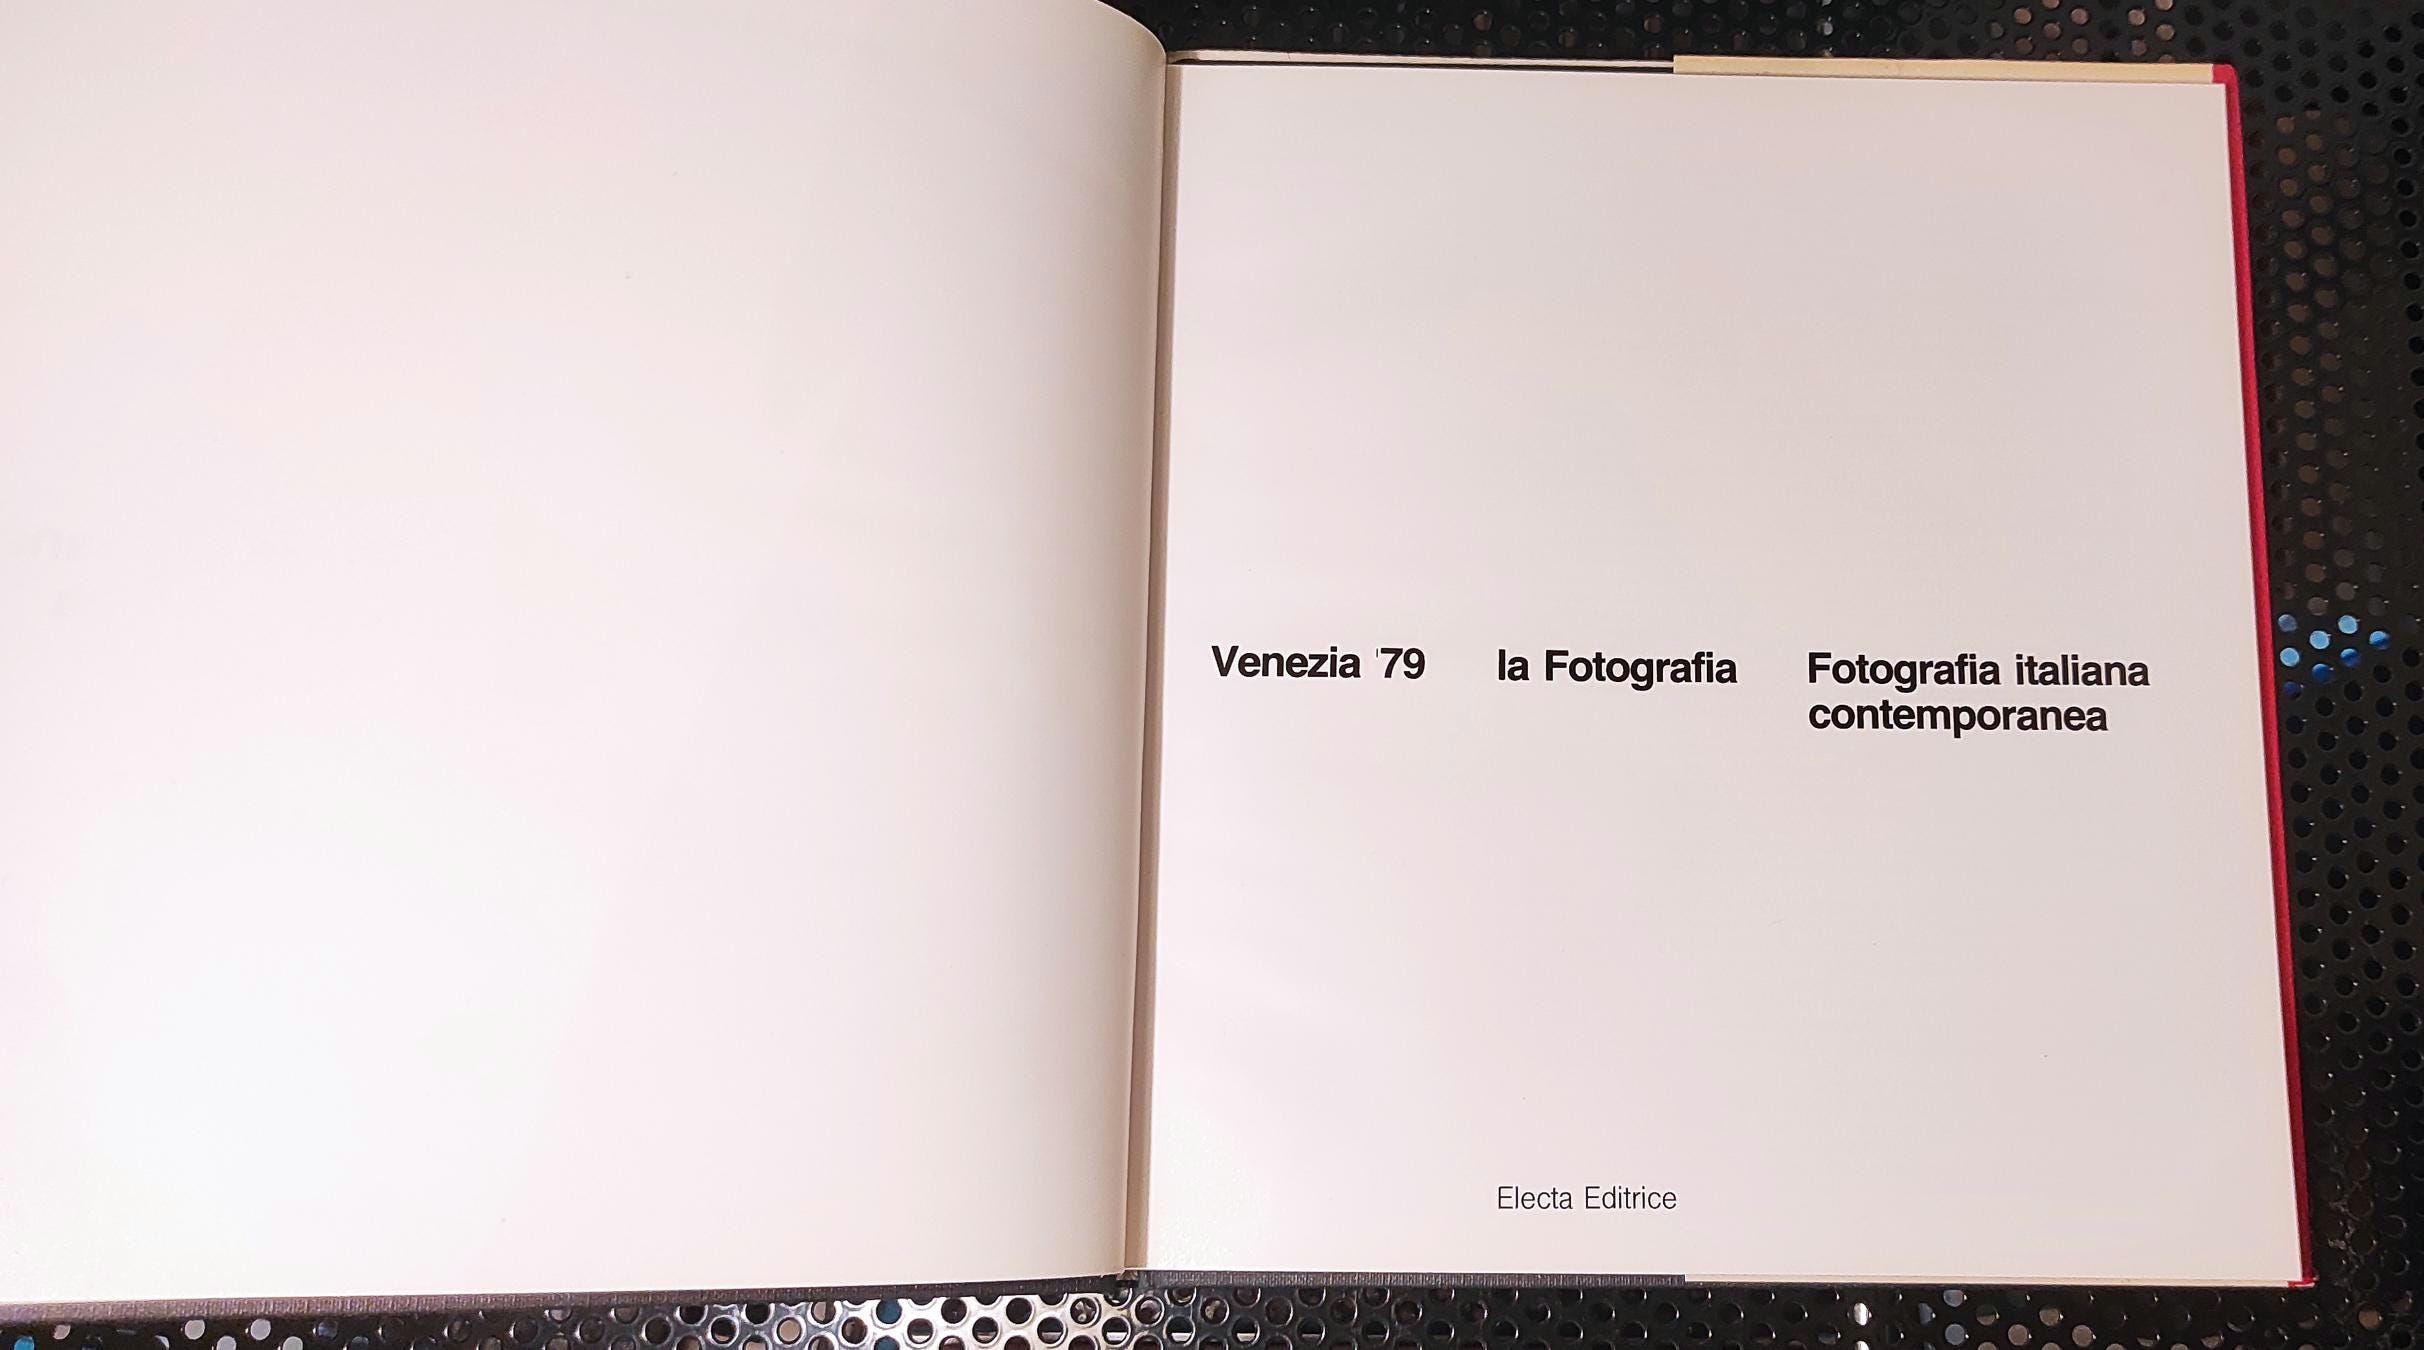 Venezia '79 la Fotografia Fotografia italiana
contemporanea
Electa Editrice